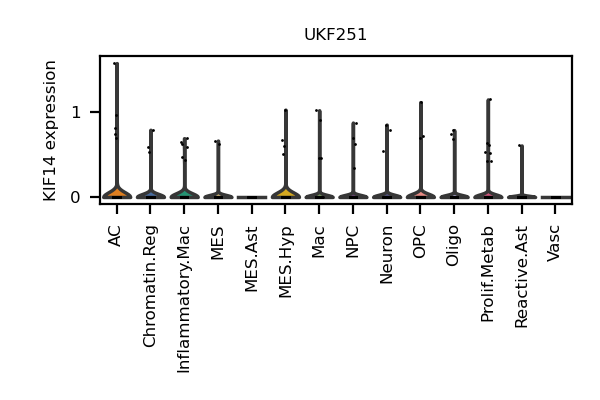 UKF251
KIF14 expression
1
0
AC
Chromatin.Reg
Inflammatory.Mac
MES
MES.Ast
MES.Hyp
Mac
NPC
Neuron
OPC
Oligo
Prolif.Metab
Reactive.Ast
Vasc